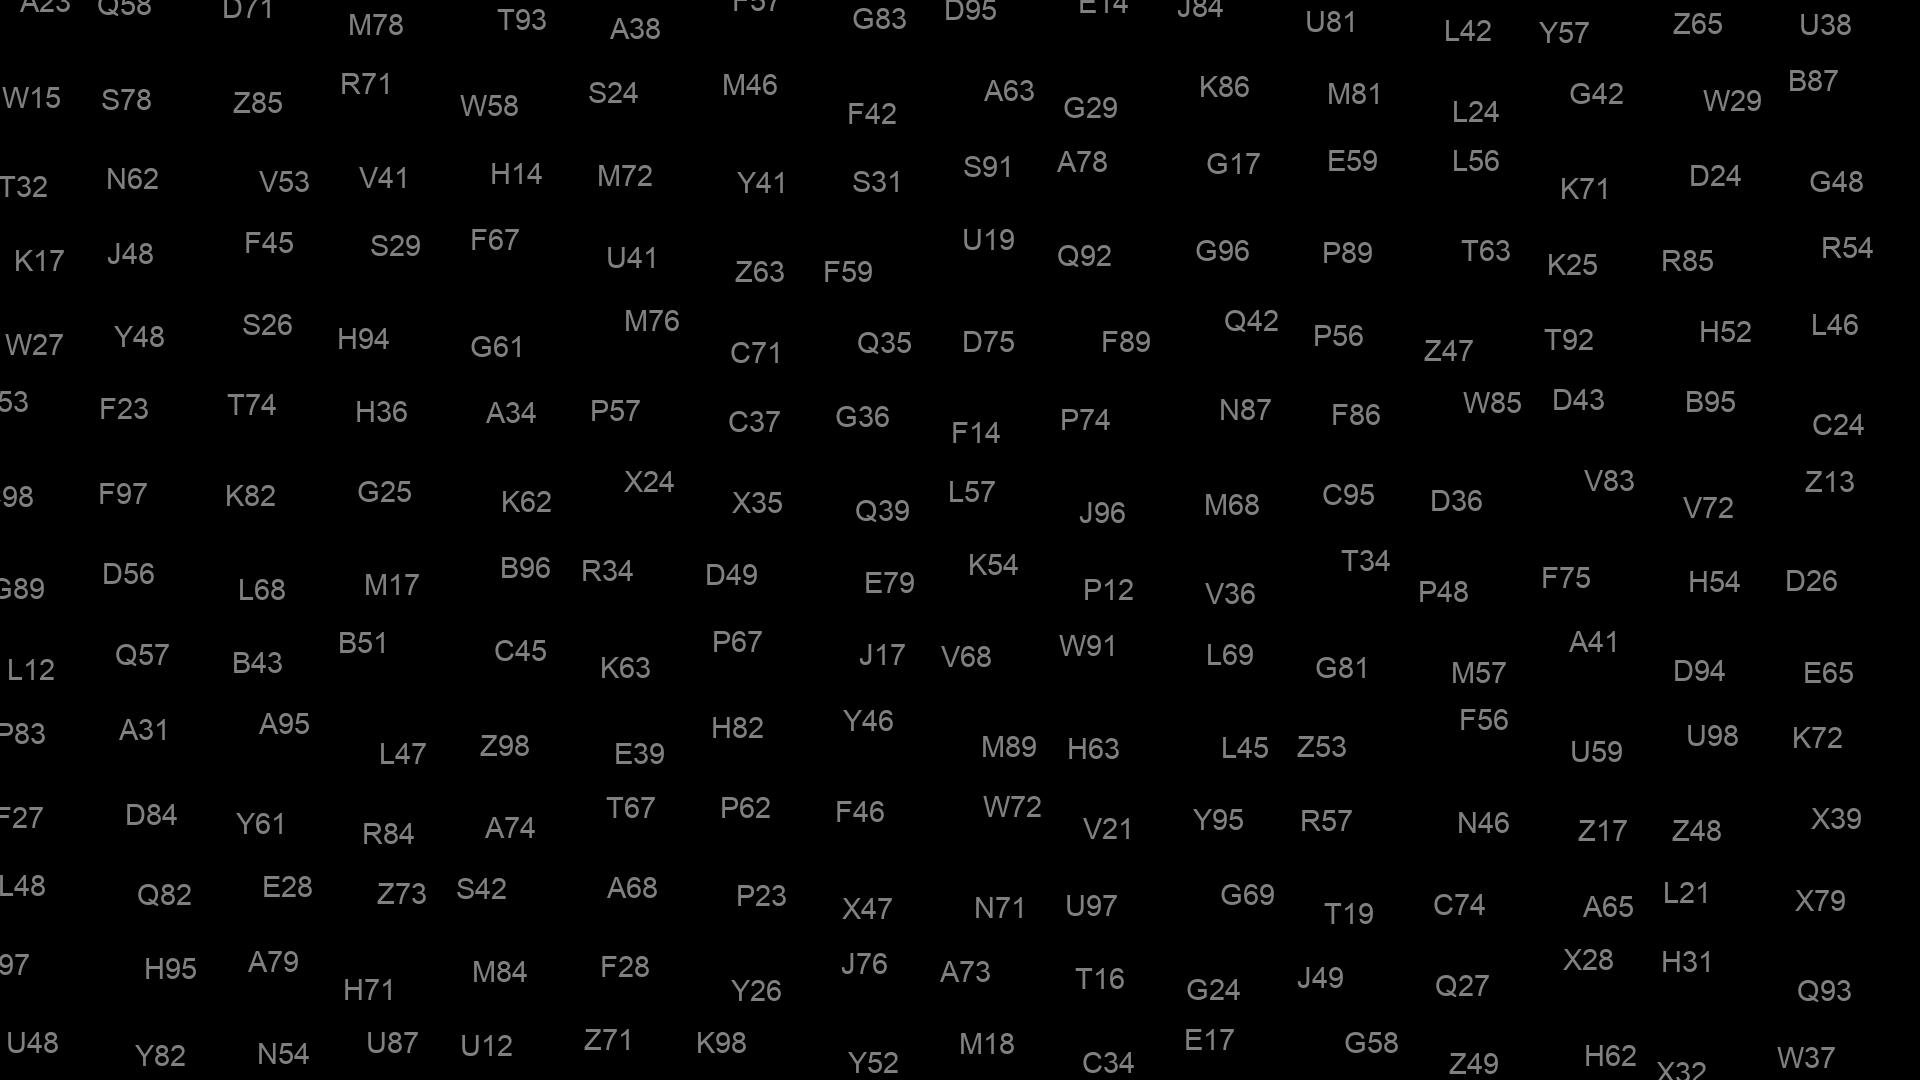 A23 Q58 D71 M78 T93 A38 F57 G83 D95 E14 J84 U81 L42 Y57 Z65 U38
W15 S78 Z85 R71 W58 S24 M46 F42 A63 G29 K86 M81 L24 G42 W29 B87
T32 N62 V53 V41 H14 M72 Y41 S31 S91 A78 G17 E59 L56 K71 D24 G48
K17 J48 F45 S29 F67 U41 Z63 F59 U19 Q92 G96 P89 T63 K25 R85 R54
W27 Y48 S26 H94 G61 M76 C71 Q35 D75 F89 Q42 P56 Z47 T92 H52 L46
53 F23 T74 H36 A34 P57 C37 G36 F14 P74 N87 F86 W85 D43 B95 C24
98 F97 K82 G25 K62 X24 X35 Q39 L57 J96 M68 C95 D36 V83 V72 Z13
G89 D56 L68 M17 B96 R34 D49 E79 K54 P12 V36 T34 P48 F75 H54 D26
L12 Q57 B43 B51 C45 K63 P67 J17 V68 W91 L69 G81 M57 A41 D94 E65
P83 A31 A95 L47 Z98 E39 H82 Y46 M89 H63 L45 Z53 F56 U59 U98 K72
F27 D84 Y61 R84 A74 T67 P62 F46 W72 V21 Y95 R57 N46 Z17 Z48 X39
L48 Q82 E28 Z73 S42 A68 P23 X47 N71 U97 G69 T19 C74 A65 L21 X79
97 H95 A79 H71 M84 F28 Y26 J76 A73 T16 G24 J49 Q27 X28 H31 Q93
U48 Y82 N54 U87 U12 Z71 K98 Y52 M18 C34 E17 G58 Z49 H62 X32 W37